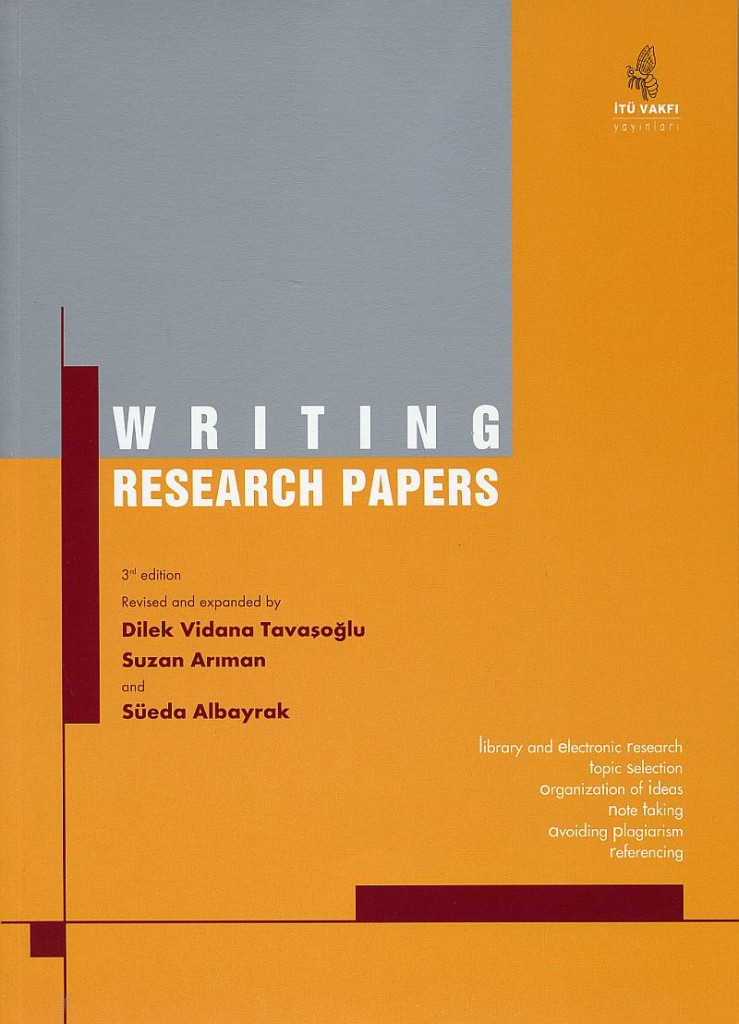 İTÜ VAKFI
yayınları
WRITING
RESEARCH PAPERS
3rd edition
Revised and expanded by
Dilek Vidana Tavaşoğlu
Suzan Arıman
and
Süeda Albayrak
library and electronic research
topic selection
organization of ideas
note taking
avoiding plagiarism
referencing